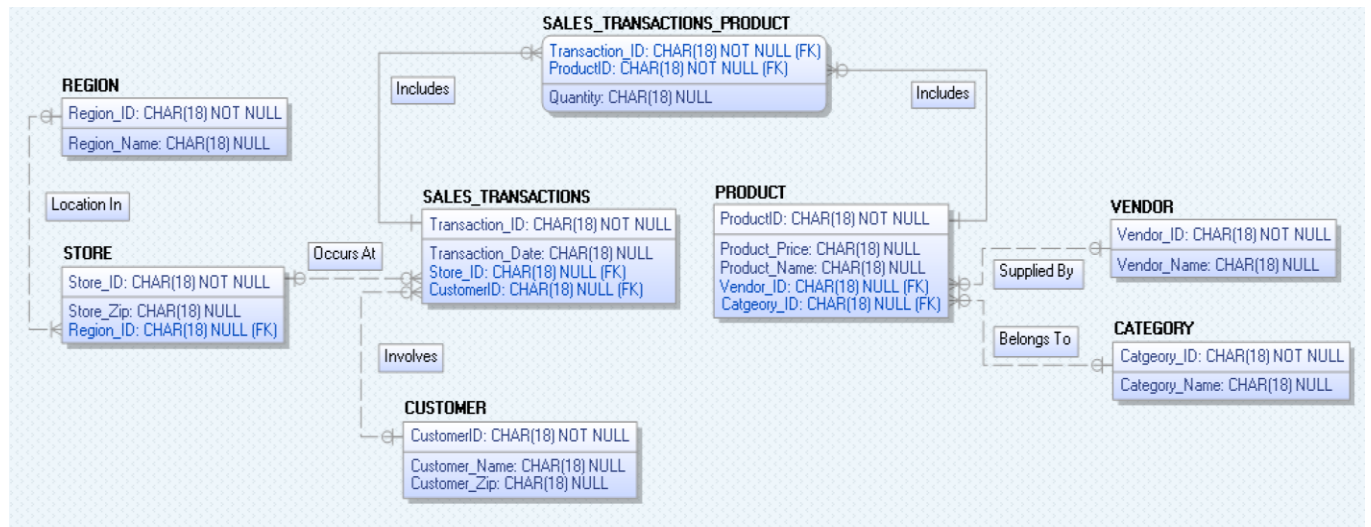 SALES_TRANSACTIONS_PRODUCT
Transaction_ID: CHAR(18) NOT NULL (FK)
ProductID: CHAR(18) NOT NULL (FK)
Quantity: CHAR(18) NULL
Includes
Includes
REGION
Region_ID: CHAR(18) NOT NULL
Region_Name: CHAR(18) NULL
Location In
SALES_TRANSACTIONS
Transaction_ID: CHAR(18) NOT NULL
Transaction_Date: CHAR(18) NULL
Store_ID: CHAR(18) NULL (FK)
CustomerID: CHAR(18) NULL (FK)
PRODUCT
ProductID: CHAR(18) NOT NULL
Product_Price: CHAR(18) NULL
Product_Name: CHAR(18) NULL
Vendor_ID: CHAR(18) NULL (FK)
Catgeory_ID: CHAR(18) NULL (FK)
VENDOR
Vendor_ID: CHAR(18) NOT NULL
Vendor_Name: CHAR(18) NULL
STORE
Store_ID: CHAR(18) NOT NULL
Store_Zip: CHAR(18) NULL
Region_ID: CHAR(18) NULL (FK)
Occurs At
Supplied By
Involves
Belongs To
CATEGORY
Catgeory_ID: CHAR(18) NOT NULL
Category_Name: CHAR(18) NULL
CUSTOMER
CustomerID: CHAR(18) NOT NULL
Customer_Name: CHAR(18) NULL
Customer_Zip: CHAR(18) NULL